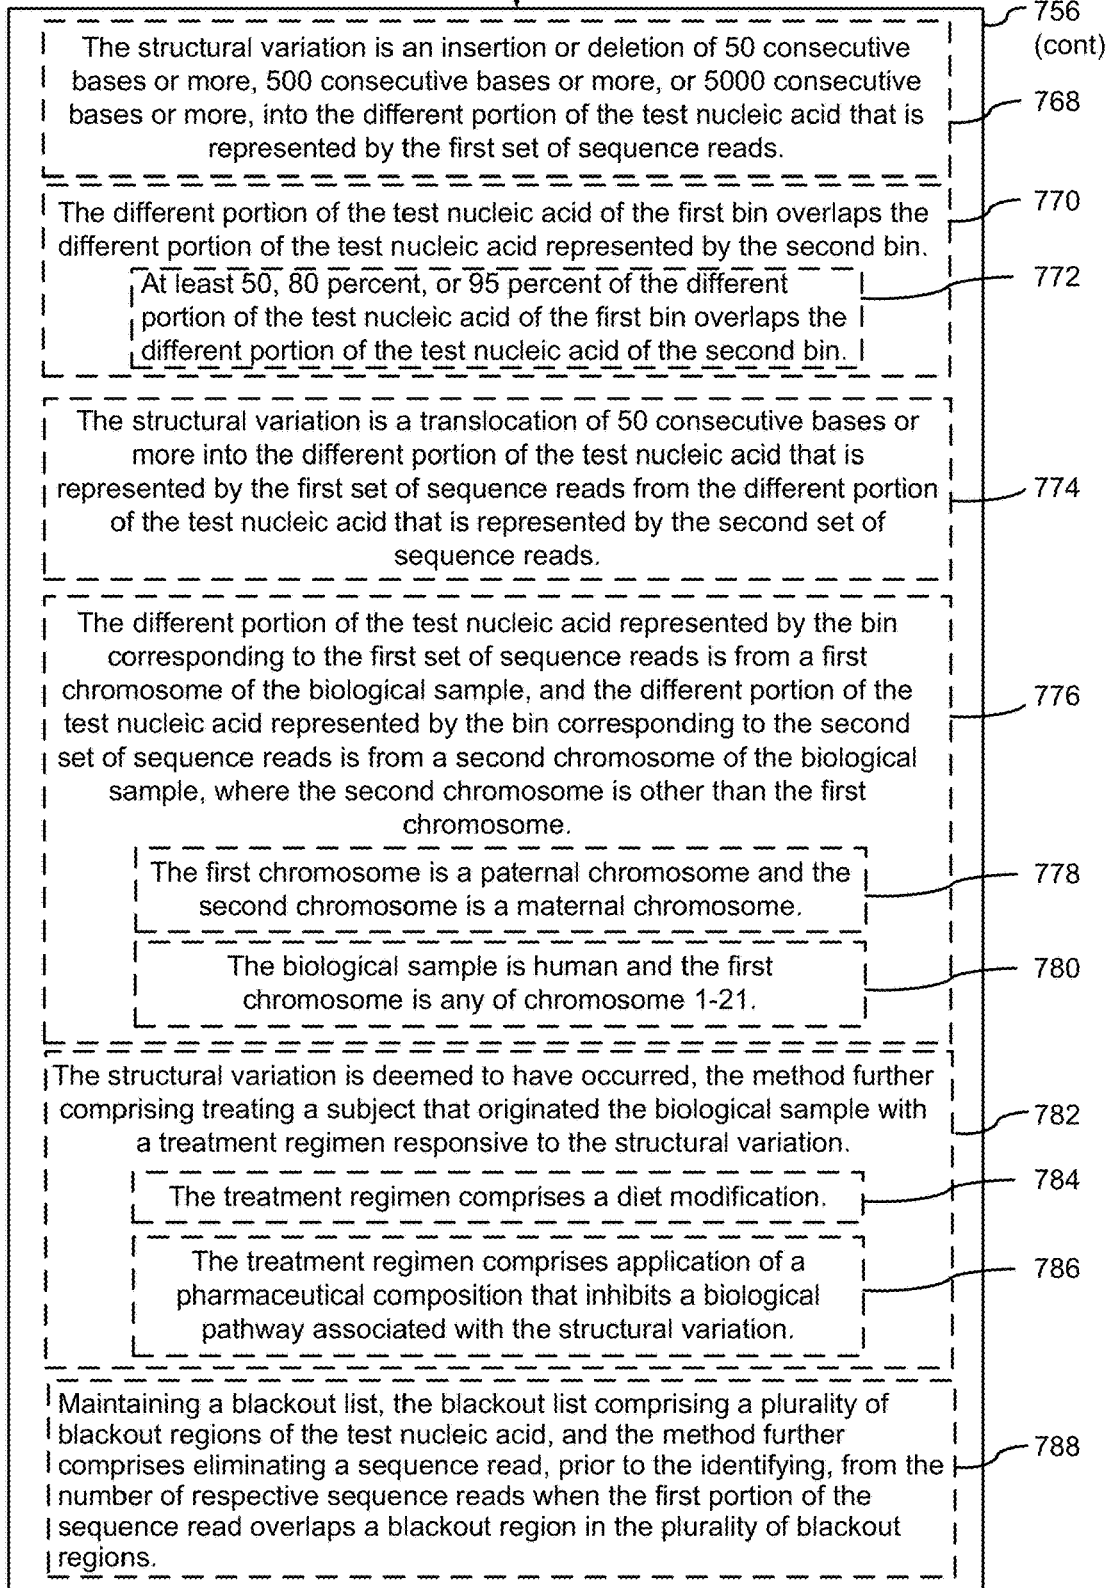 756
(cont)
The structural variation is an insertion or deletion of 50 consecutive
bases or more, 500 consecutive bases or more, or 5000 consecutive
bases or more, into the different portion of the test nucleic acid that is
represented by the first set of sequence reads.
768
The different portion of the test nucleic acid of the first bin overlaps the
different portion of the test nucleic acid represented by the second bin.
770
At least 50, 80 percent, or 95 percent of the different
portion of the test nucleic acid of the first bin overlaps the
different portion of the test nucleic acid of the second bin.
772
The structural variation is a translocation of 50 consecutive bases or
more into the different portion of the test nucleic acid that is
represented by the first set of sequence reads from the different portion
of the test nucleic acid that is represented by the second set of
sequence reads.
774
The different portion of the test nucleic acid represented by the bin
corresponding to the first set of sequence reads is from a first
chromosome of the biological sample, and the different portion of the
test nucleic acid represented by the bin corresponding to the second
set of sequence reads is from a second chromosome of the biological
sample, where the second chromosome is other than the first
chromosome.
776
The first chromosome is a paternal chromosome and the
second chromosome is a maternal chromosome.
778
The biological sample is human and the first
chromosome is any of chromosome 1-21.
780
The structural variation is deemed to have occurred, the method further
comprising treating a subject that originated the biological sample with
a treatment regimen responsive to the structural variation.
782
The treatment regimen comprises a diet modification.
784
The treatment regimen comprises application of a
pharmaceutical composition that inhibits a biological
pathway associated with the structural variation.
786
Maintaining a blackout list, the blackout list comprising a plurality of
blackout regions of the test nucleic acid, and the method further
comprises eliminating a sequence read, prior to the identifying, from the
number of respective sequence reads when the first portion of the
sequence read overlaps a blackout region in the plurality of blackout
regions.
788